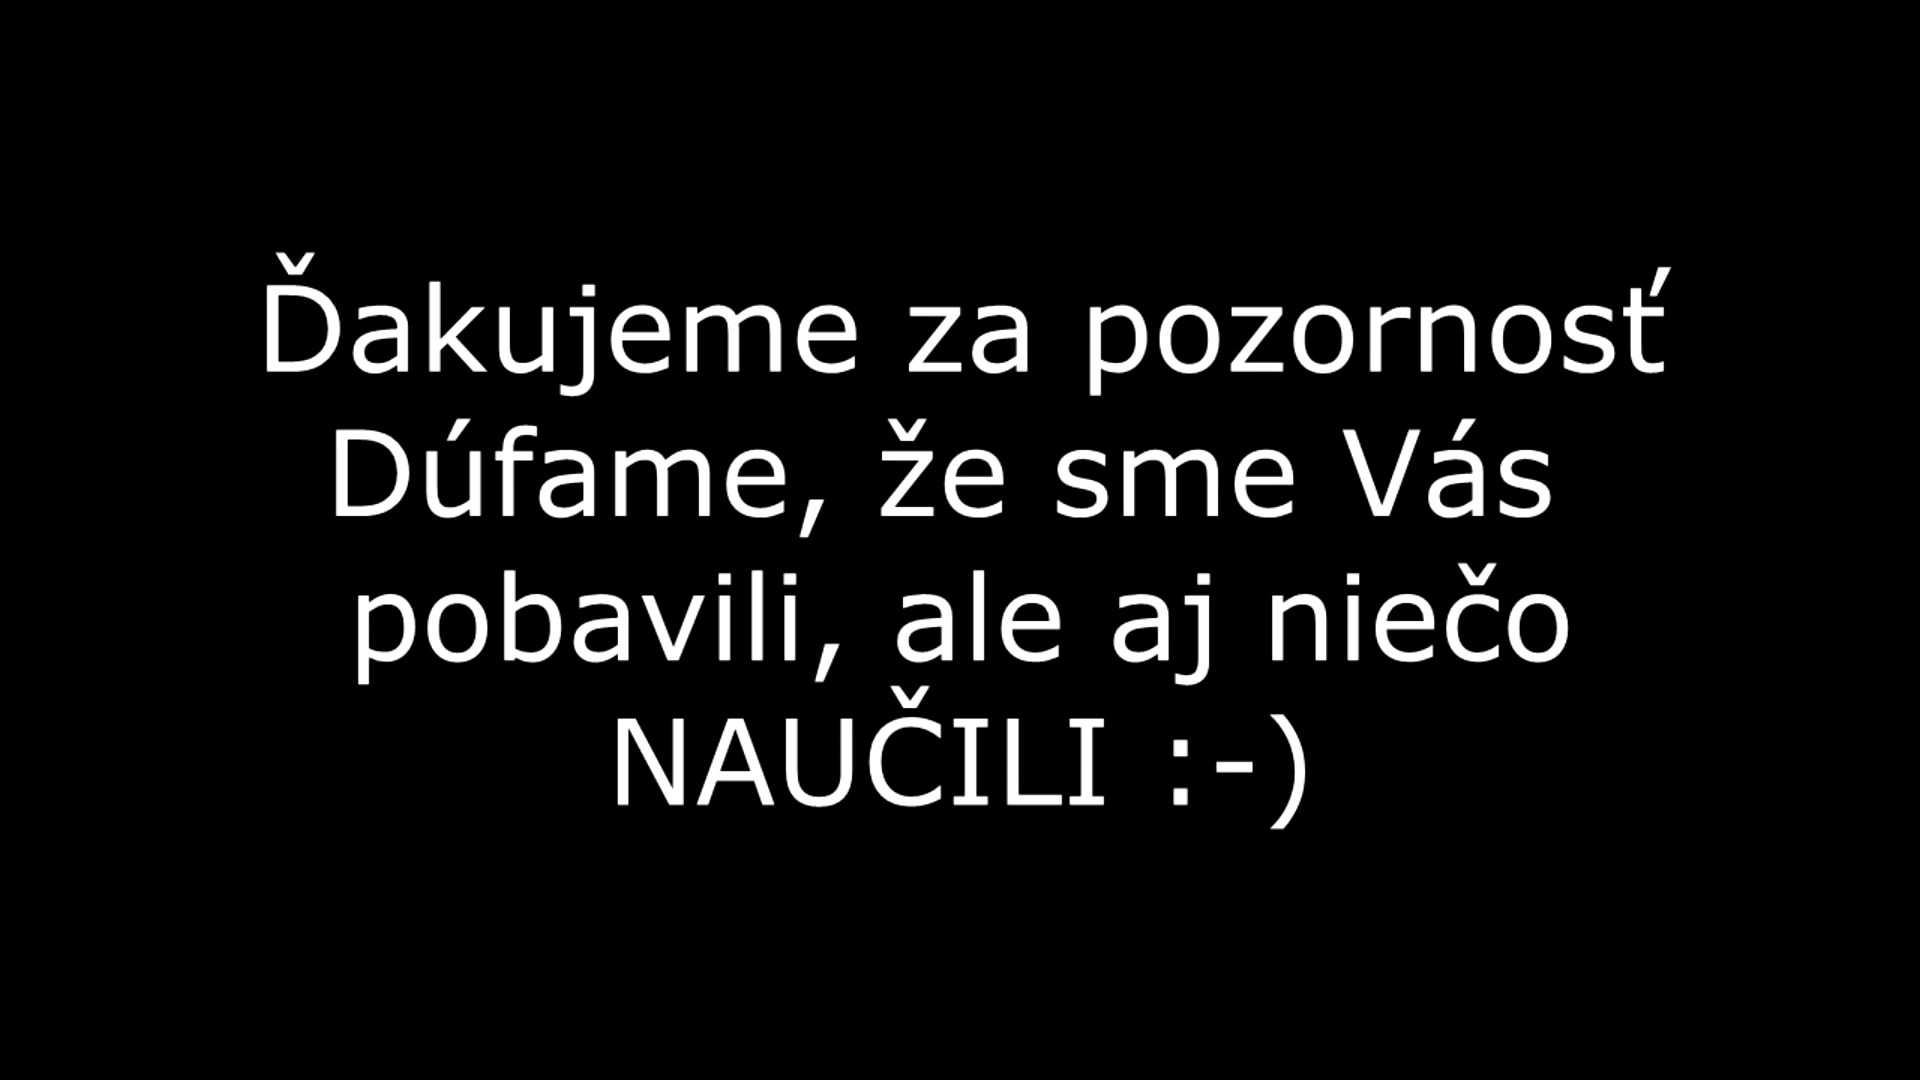 Ďakujeme za pozornosť
Dúfame, že sme Vás
pobavili, ale aj niečo
NAUČILI :-)